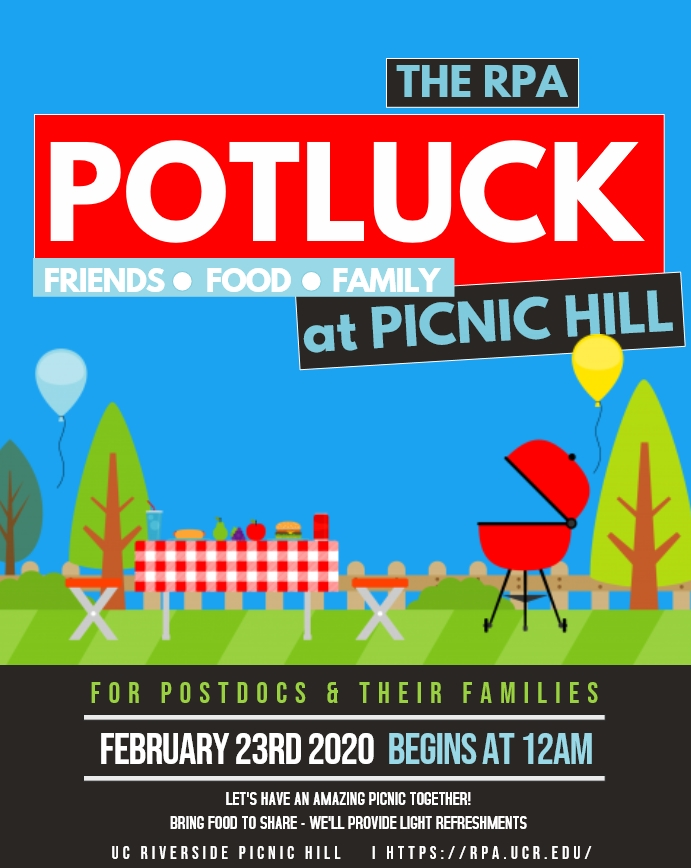 THE RPA
POTLUCK
FRIENDS ● FOOD ● FAMILY
at PICNIC HILL
FOR POSTDOCS & THEIR FAMILIES
FEBRUARY 23RD 2020 BEGINS AT 12AM
LET'S HAVE AN AMAZING PICNIC TOGETHER!
BRING FOOD TO SHARE - WE'LL PROVIDE LIGHT REFRESHMENTS
UC RIVERSIDE PICNIC HILL | HTTPS://RPA.UCR.EDU/